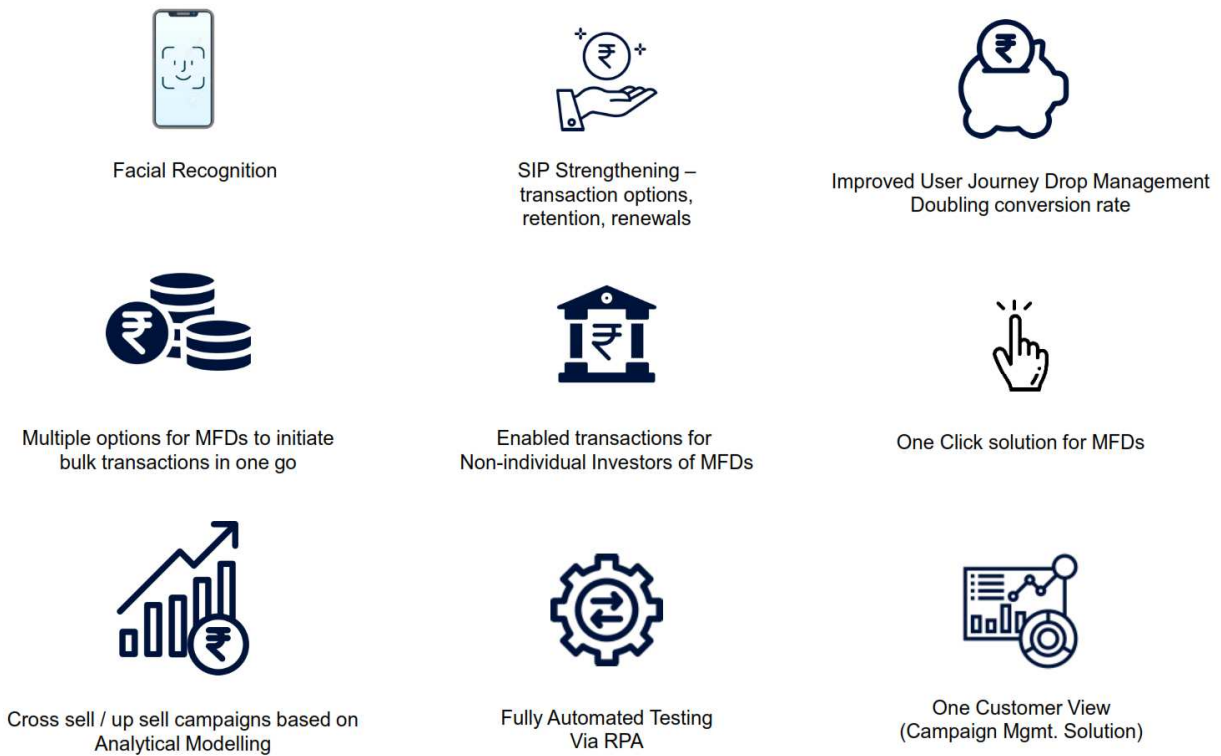 Facial Recognition
SIP Strengthening –
transaction options,
retention, renewals
Improved User Journey Drop Management
Doubling conversion rate
Multiple options for MFDs to initiate
bulk transactions in one go
Enabled transactions for
Non-individual Investors of MFDs
One Click solution for MFDs
Cross sell / up sell campaigns based on
Analytical Modelling
Fully Automated Testing
Via RPA
One Customer View
(Campaign Mgmt. Solution)